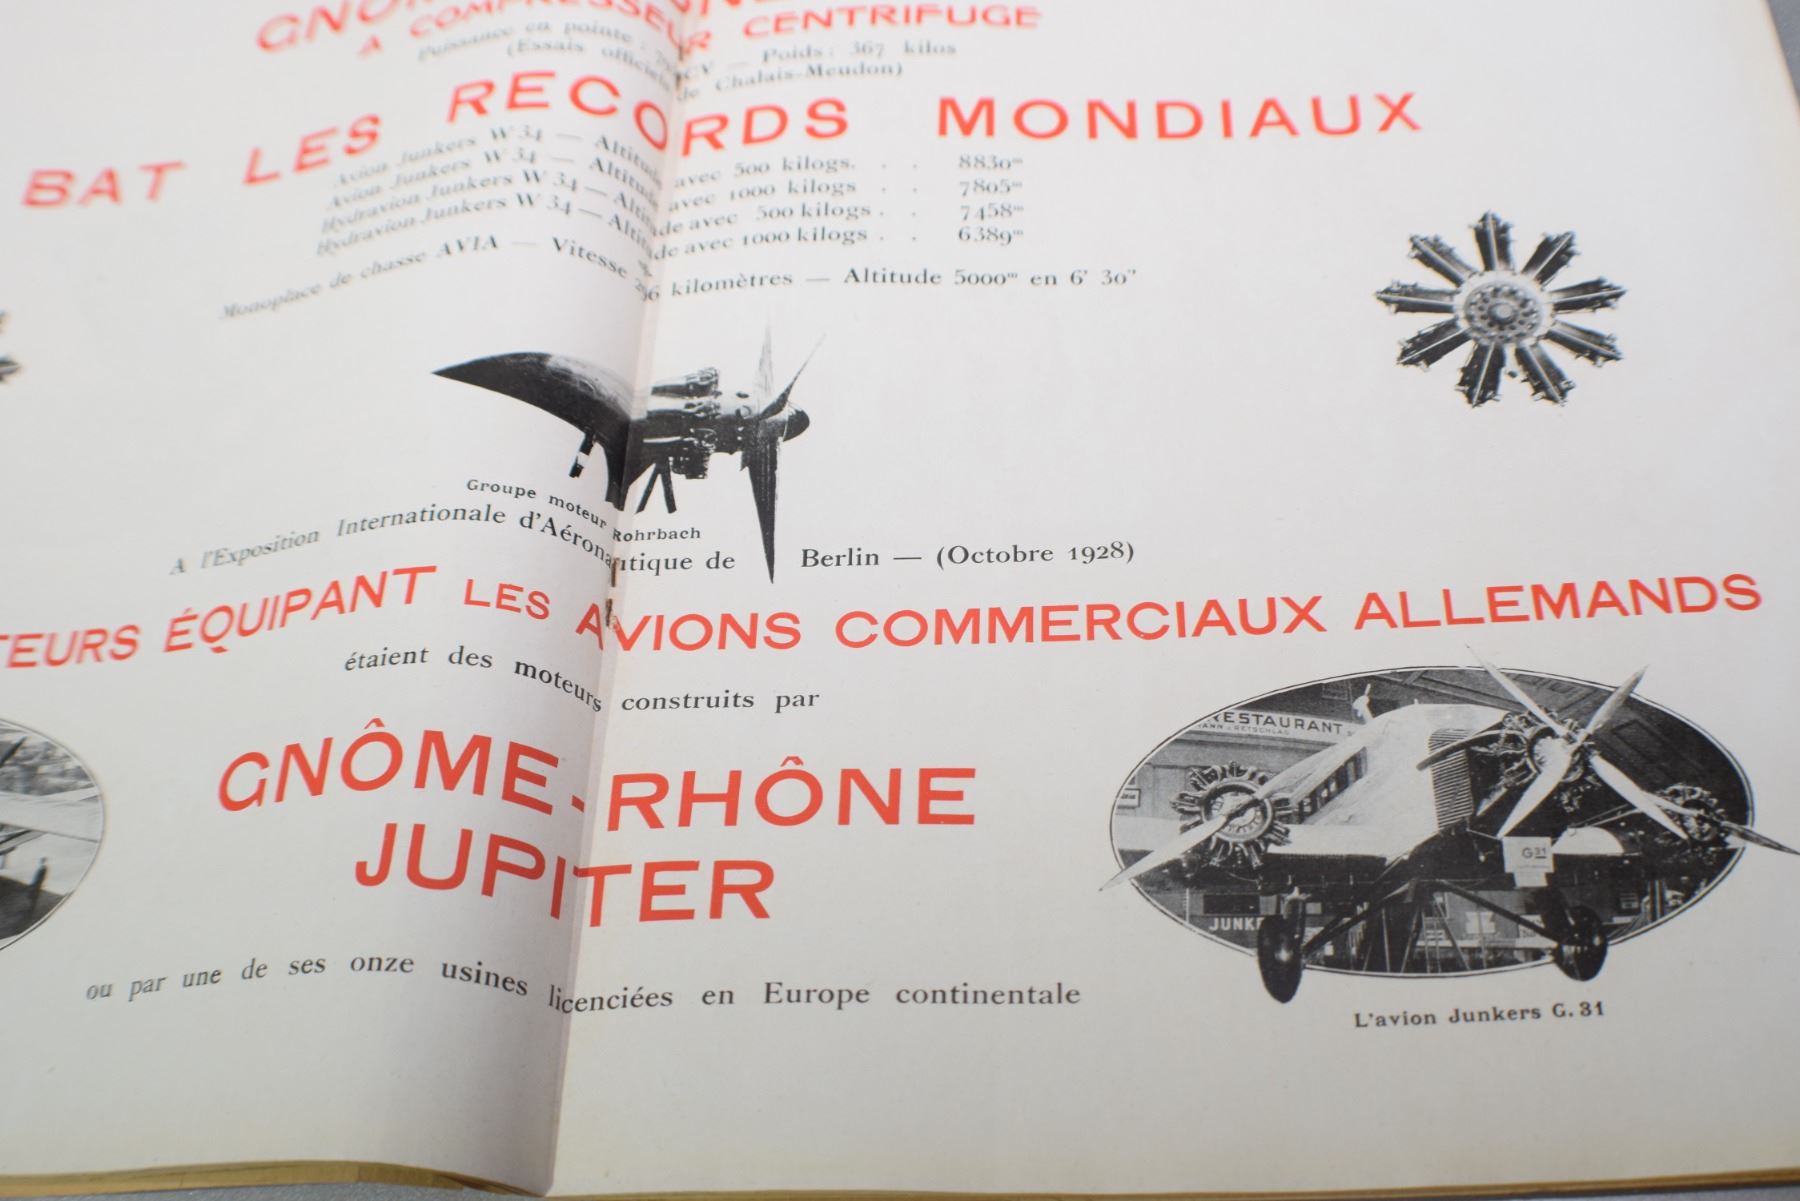 GNOM
A COMPRESSEUR CENTRIFUGE
Puissance en pointe : CV — Poids : 367 kilos
(Essais officiels de Chalais-Meudon)
BAT LES RECORDS MONDIAUX
Avion Junkers W 34 — Altitude avec 500 kilogs. . . 8830m
Avion Junkers W 34 — Altitude avec 1000 kilogs . . 7805m
Hydravion Junkers W 34 — Altitude avec 500 kilogs . . 7458m
Hydravion Junkers W 34 — Altitude avec 1000 kilogs . . 6389m
Monoplace de chasse AVIA — Vitesse kilomètres — Altitude 5000m en 6' 30"
Groupe moteur Rohrbach
A l'Exposition Internationale d'Aéronautique de Berlin — (Octobre 1928)
TEURS ÉQUIPANT LES AVIONS COMMERCIAUX ALLEMANDS
étaient des moteurs construits par
GNÔME-RHÔNE
JUPITER
RESTAURANT
G31
JUNKE
ou par une de ses onze usines licenciées en Europe continentale
L'avion Junkers G. 31